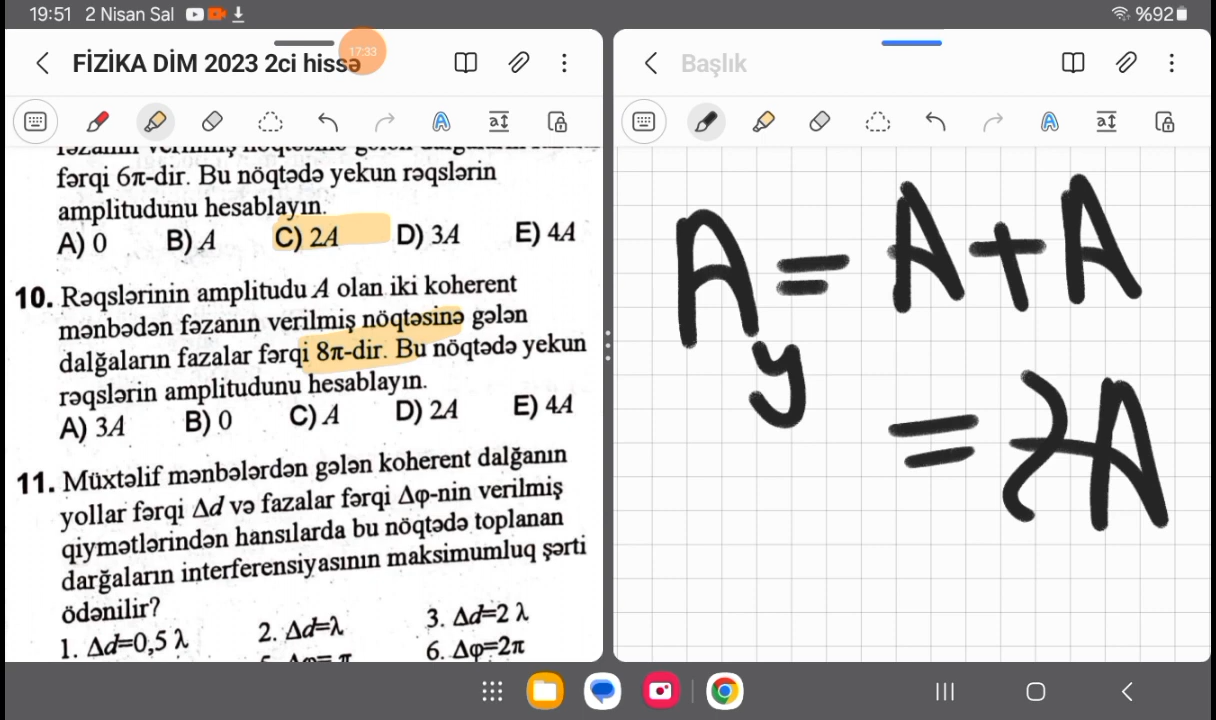 19:51 2 Nisan Sal %92
FİZİKA DİM 2023 2ci hissə
17:33
fərqi 6π-dir. Bu nöqtədə yekun rəqslərin
amplitudunu hesablayın.
A) 0 B) A C) 2A D) 3A E) 4A
10. Rəqslərinin amplitudu A olan iki koherent
mənbədən fəzanın verilmiş nöqtəsinə gələn
dalğaların fazalar fərqi 8π-dir. Bu nöqtədə yekun
rəqslərin amplitudunu hesablayın.
A) 3A B) 0 C) A D) 2A E) 4A
11. Müxtəlif mənbələrdən gələn koherent dalğanın
yollar fərqi Δd və fazalar fərqi Δφ-nin verilmiş
qiymətlərindən hansılarda bu nöqtədə toplanan
darğaların interferensiyasının maksimumluq şərti
ödənilir?
1. Δd=0,5 λ 2. Δd=λ 3. Δd=2 λ
6. Δφ=2π
Başlık
Ay = A + A
= 2A